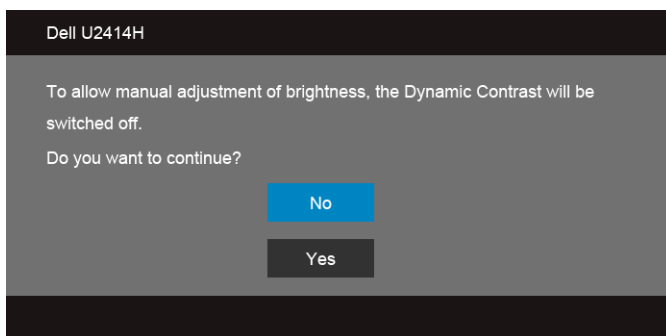 Dell U2414H
To allow manual adjustment of brightness, the Dynamic Contrast will be
switched off.
Do you want to continue?
No
Yes